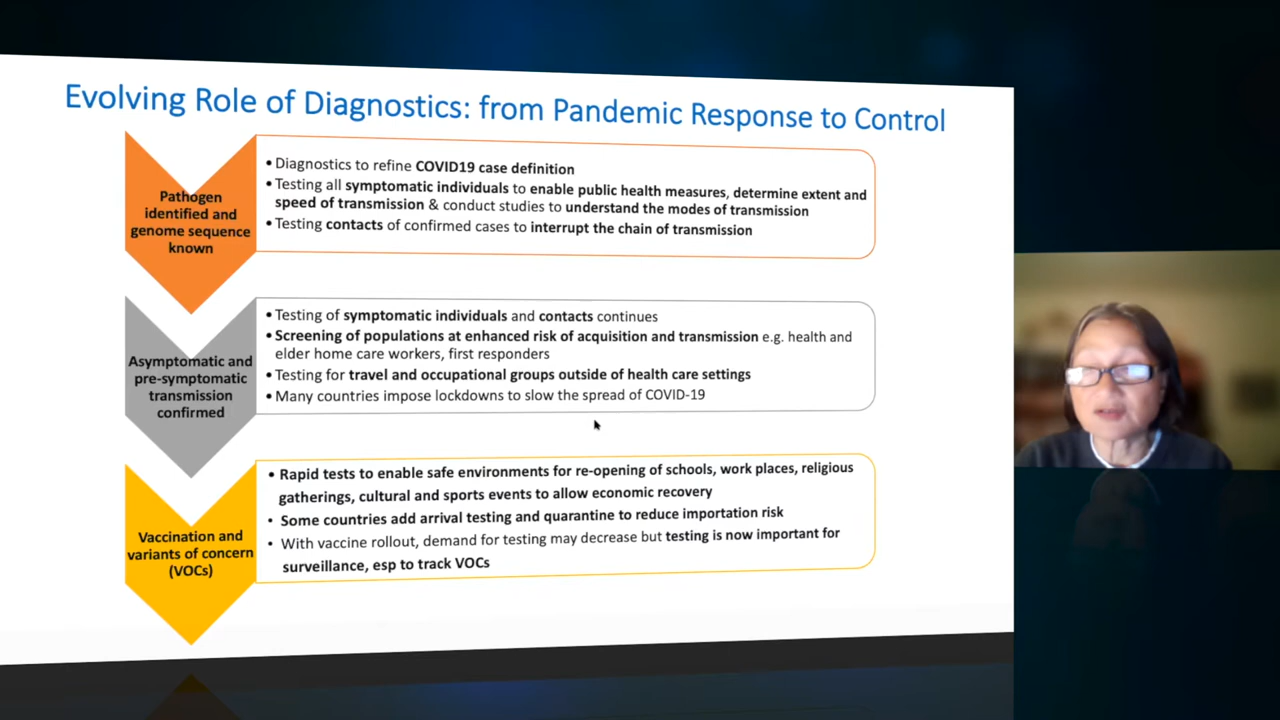 Evolving Role of Diagnostics: from Pandemic Response to Control
Pathogen
identified and
genome sequence
known
• Diagnostics to refine COVID19 case definition
• Testing all symptomatic individuals to enable public health measures, determine extent and
speed of transmission & conduct studies to understand the modes of transmission
• Testing contacts of confirmed cases to interrupt the chain of transmission
Asymptomatic and
pre-symptomatic
transmission
confirmed
• Testing of symptomatic individuals and contacts continues
• Screening of populations at enhanced risk of acquisition and transmission e.g. health and
elder home care workers, first responders
• Testing for travel and occupational groups outside of health care settings
• Many countries impose lockdowns to slow the spread of COVID-19
Vaccination and
variants of concern
(VOCs)
• Rapid tests to enable safe environments for re-opening of schools, work places, religious
gatherings, cultural and sports events to allow economic recovery
• Some countries add arrival testing and quarantine to reduce importation risk
• With vaccine rollout, demand for testing may decrease but testing is now important for
surveillance, esp to track VOCs